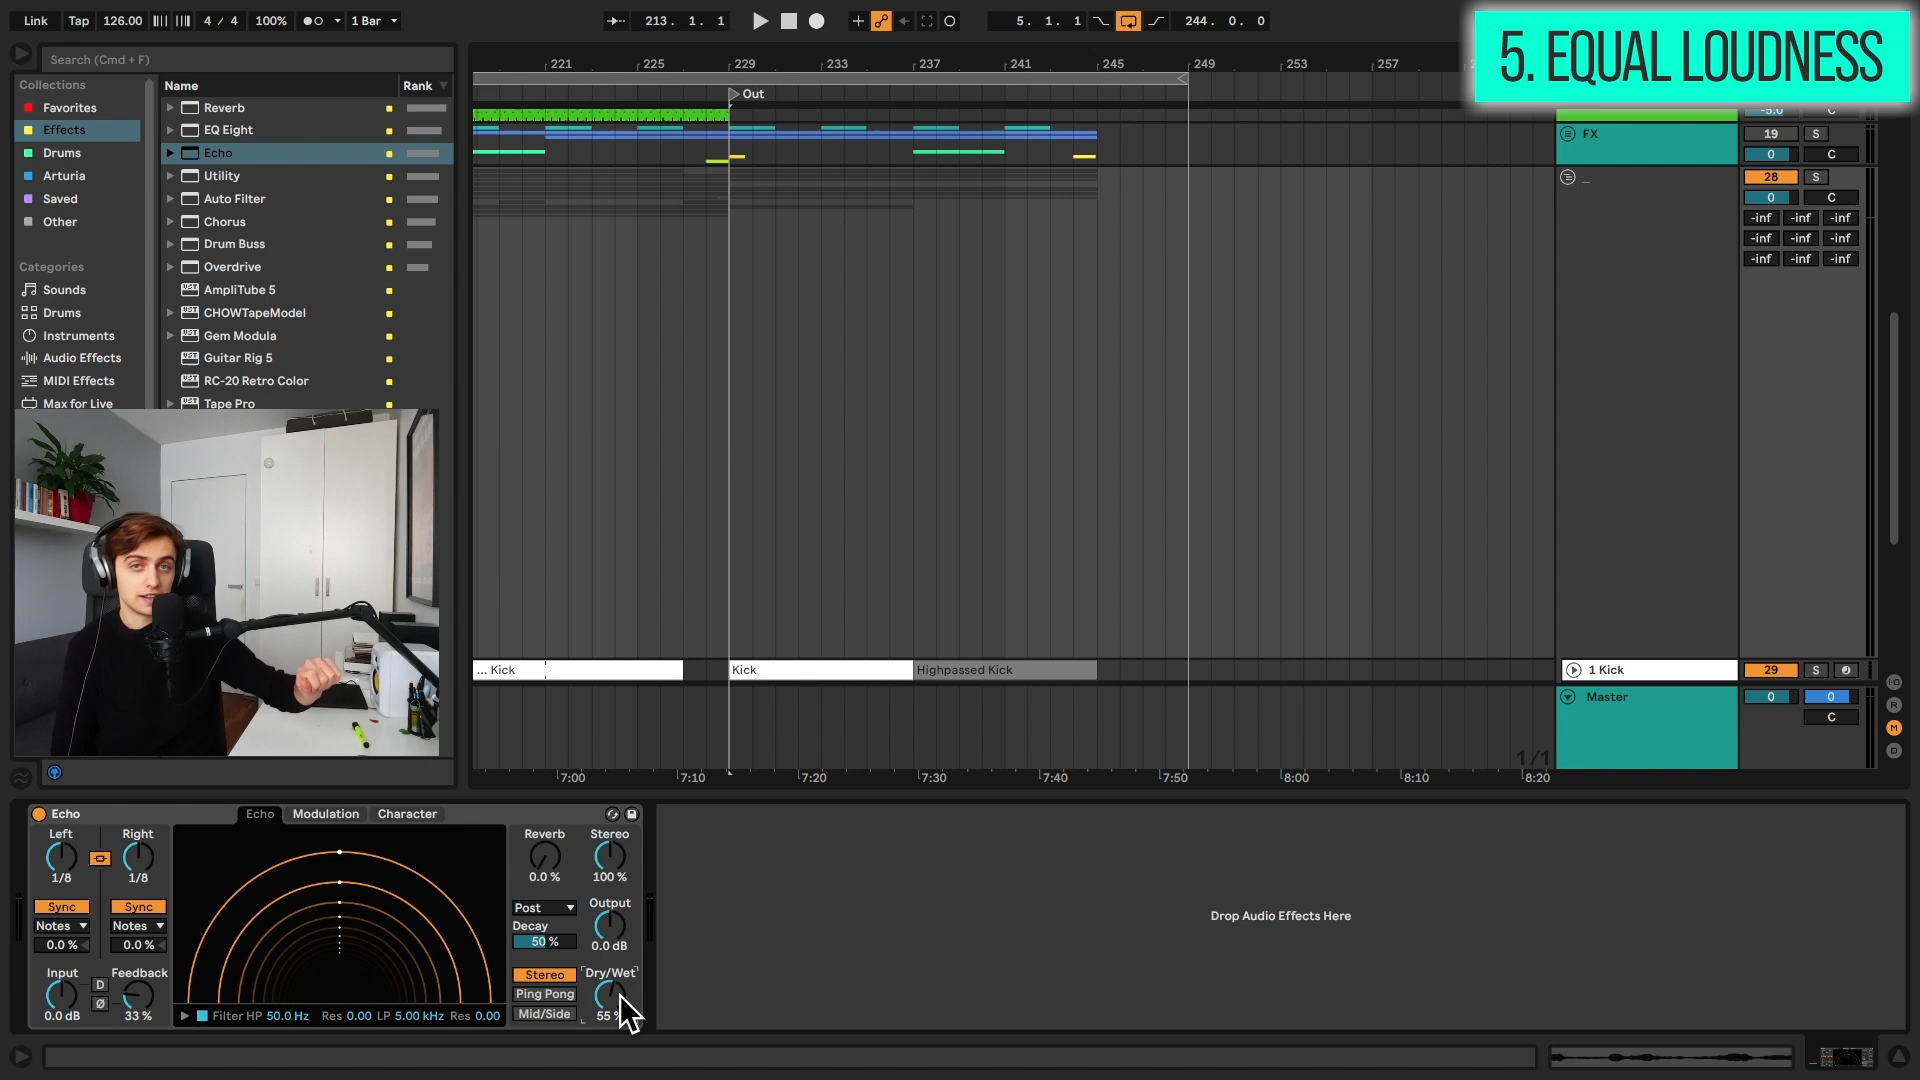 Link Tap 126.00 4 / 4 100% 1 Bar 213. 1. 1 5. 1. 1 244. 0. 0
5. EQUAL LOUDNESS
Search (Cmd + F)
Collections
Favorites
Effects
Drums
Arturia
Saved
Other
Categories
Sounds
Drums
Instruments
Audio Effects
MIDI Effects
Max for Live
Name Rank
Reverb
EQ Eight
Echo
Utility
Auto Filter
Chorus
Drum Buss
Overdrive
AmpliTube 5
CHOWTapeModel
Gem Modula
Guitar Rig 5
RC-20 Retro Color
Tape Pro
221 225 229 233 237 241 245 249 253 257
Out
-5.0 C
FX 19 S
0 C
_ 28 S
0 C
-inf -inf -inf
-inf -inf -inf
-inf -inf -inf
... Kick Kick Highpassed Kick 1 Kick 29 S
Master 0 0
C
1/1
7:00 7:10 7:20 7:30 7:40 7:50 8:00 8:10 8:20
I·O
R
M
D
Echo Echo Modulation Character
Left Right
1/8 1/8
Sync Sync
Notes Notes
0.0 % 0.0 %
Input D Feedback
Ø
0.0 dB 33 %
Filter HP 50.0 Hz Res 0.00 LP 5.00 kHz Res 0.00
Reverb Stereo
0.0 % 100 %
Post Output
Decay
50 % 0.0 dB
Stereo Dry/Wet
Ping Pong
Mid/Side 55
Drop Audio Effects Here